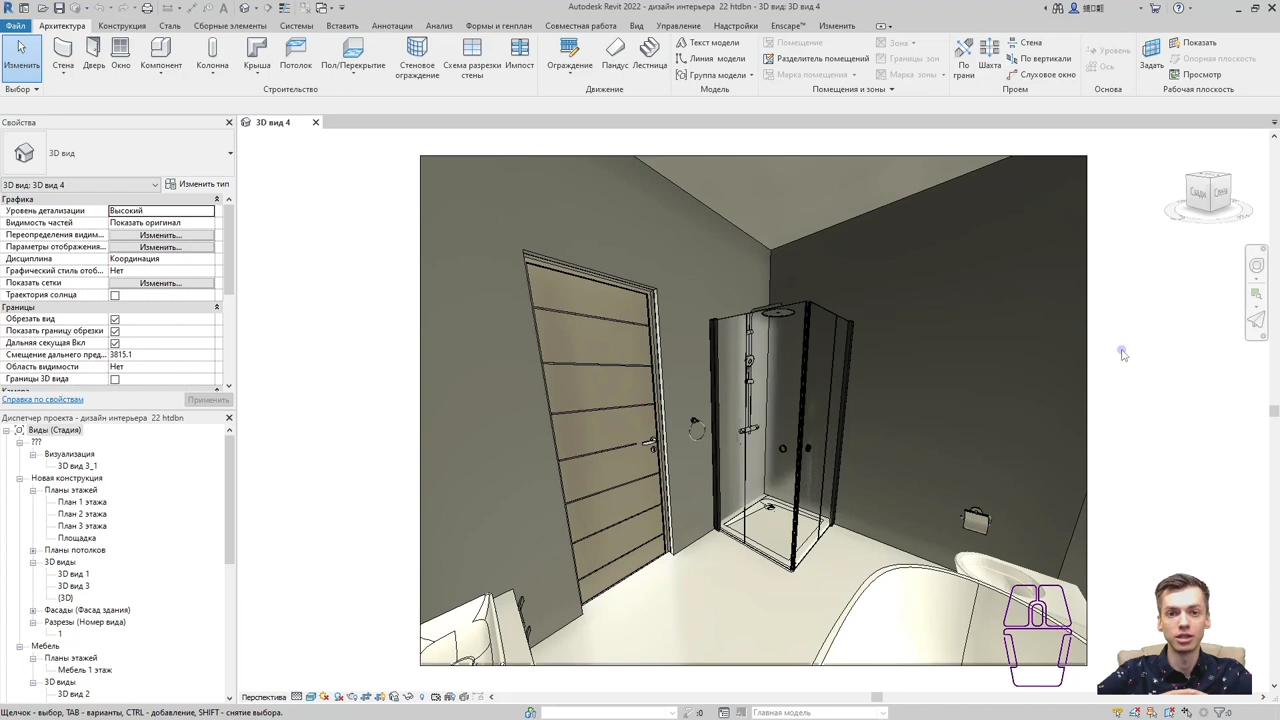 Autodesk Revit 2022 - дизайн интерьера 22 htdbn - 3D вид: 3D вид 4
Файл Архитектура Конструкция Сталь Сборные элементы Системы Вставить Аннотации Анализ Формы и генплан Совместная работа Вид Управление Надстройки Enscape™ Изменить
Изменить
Стена
Дверь
Окно
Компонент
Колонна
Крыша
Потолок
Пол/Перекрытие
Стеновое ограждение
Схема разрезки стены
Импост
Ограждение
Пандус
Лестница
Текст модели
Линия модели
Группа модели
Помещение
Разделитель помещений
Марка помещения
Зона
Границы зон
Марка зоны
По грани
Шахта
Стена
По вертикали
Слуховое окно
Уровень
Ось
Задать
Показать
Опорная плоскость
Просмотр
Выбор Строительство Движение Модель Помещения и зоны Проем Основа Рабочая плоскость
Свойства
3D вид 4
3D вид
3D вид: 3D вид 4 Изменить тип
Графика
Уровень детализации Высокий
Видимость частей Показать оригинал
Переопределения видим... Изменить...
Параметры отображения... Изменить...
Дисциплина Координация
Графический стиль отоб... Нет
Показать сетки Изменить...
Траектория солнца
Границы
Обрезать вид
Показать границу обрезки
Дальняя секущая Вкл
Смещение дальнего пред... 3815.1
Область видимости Нет
Границы 3D вида
Справка по свойствам Применить
Диспетчер проекта - дизайн интерьера 22 htdbn
Виды (Стадия)
???
Визуализация
3D вид 3_1
Новая конструкция
Планы этажей
План 1 этажа
План 2 этажа
План 3 этажа
Площадка
Планы потолков
3D виды
3D вид 1
3D вид 3
{3D}
Фасады (Фасад здания)
Разрезы (Номер вида)
1
Мебель
Планы этажей
Мебель 1 этаж
3D виды
3D вид 2
Перспектива
Щелчок - выбор, TAB - варианты, CTRL - добавление, SHIFT - снятие выбора. :0 Главная модель :0